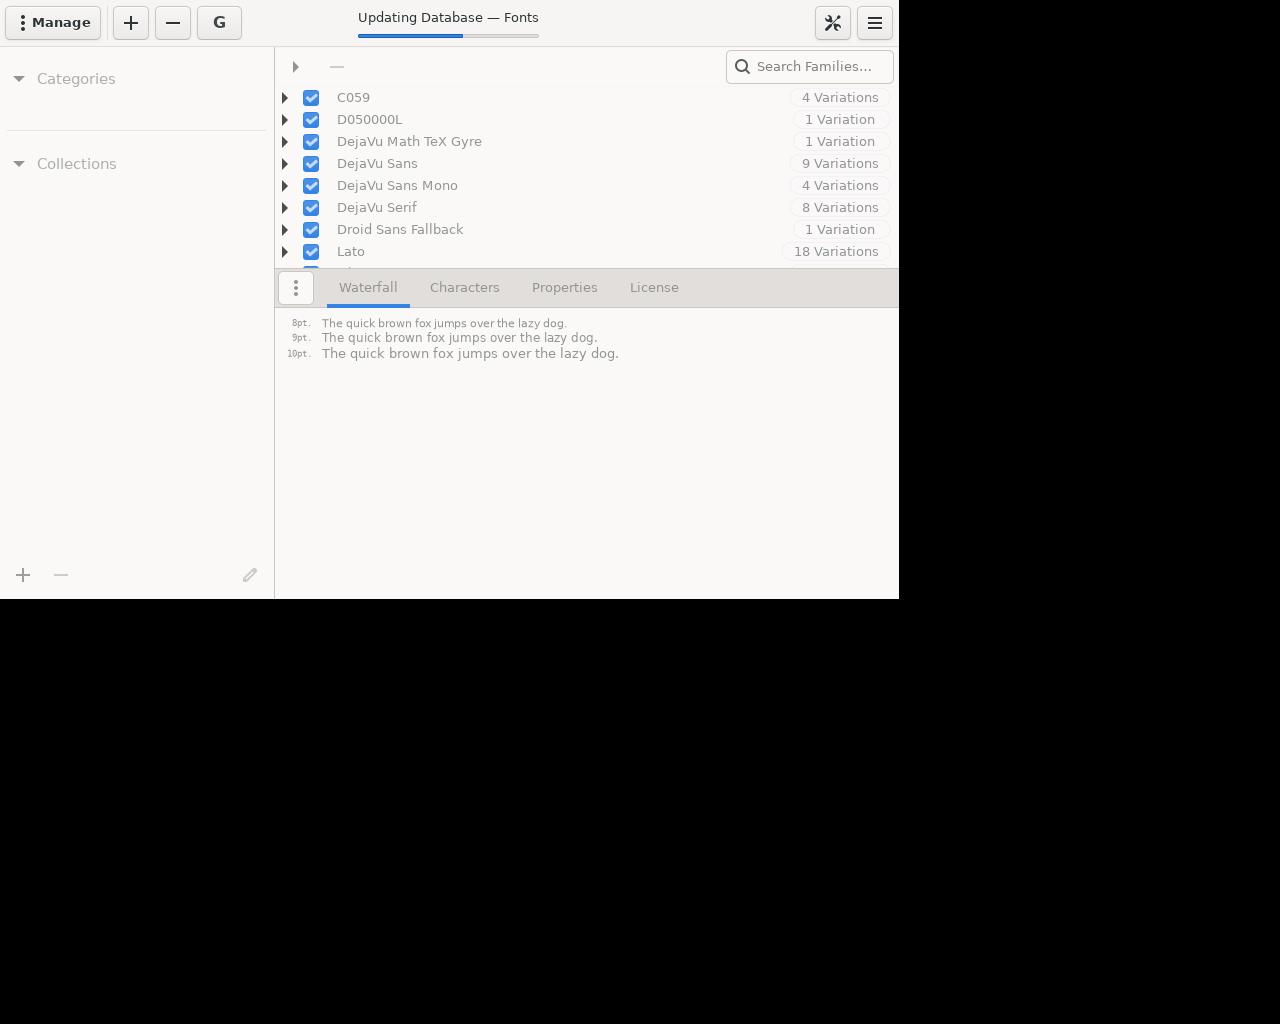 Manage
G
Updating Database — Fonts
Categories
Collections
Search Families...
C059 4 Variations
D050000L 1 Variation
DejaVu Math TeX Gyre 1 Variation
DejaVu Sans 9 Variations
DejaVu Sans Mono 4 Variations
DejaVu Serif 8 Variations
Droid Sans Fallback 1 Variation
Lato 18 Variations
Waterfall Characters Properties License
8pt. The quick brown fox jumps over the lazy dog.
9pt. The quick brown fox jumps over the lazy dog.
10pt. The quick brown fox jumps over the lazy dog.